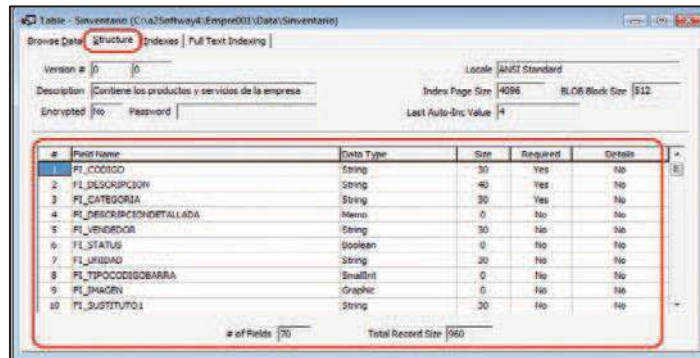 Table - Sinventario (C:\a2Softway4\Empre001\Data\Sinventario)
Browse Data Structure Indexes Full Text Indexing
Version # 0 0 Locale ANSI Standard
Description Contiene los productos y servicios de la empresa Index Page Size 4096 BLOB Block Size 512
Encrypted No Password Last Auto-Inc Value 4
# Field Name Data Type Size Required Details
1 FI_CODIGO String 30 Yes No
2 FI_DESCRIPCION String 40 Yes No
3 FI_CATEGORIA String 30 Yes No
4 FI_DESCRIPCIONDETALLADA Memo 0 No No
5 FI_VENDEDOR String 30 No No
6 FI_STATUS Boolean 0 No No
7 FI_UNIDAD String 20 No No
8 FI_TIPOCODIGOBARRA SmallInt 0 No No
9 FI_IMAGEN Graphic 0 No No
10 FI_SUSTITUTO1 String 30 No No
# of Fields 70 Total Record Size 960